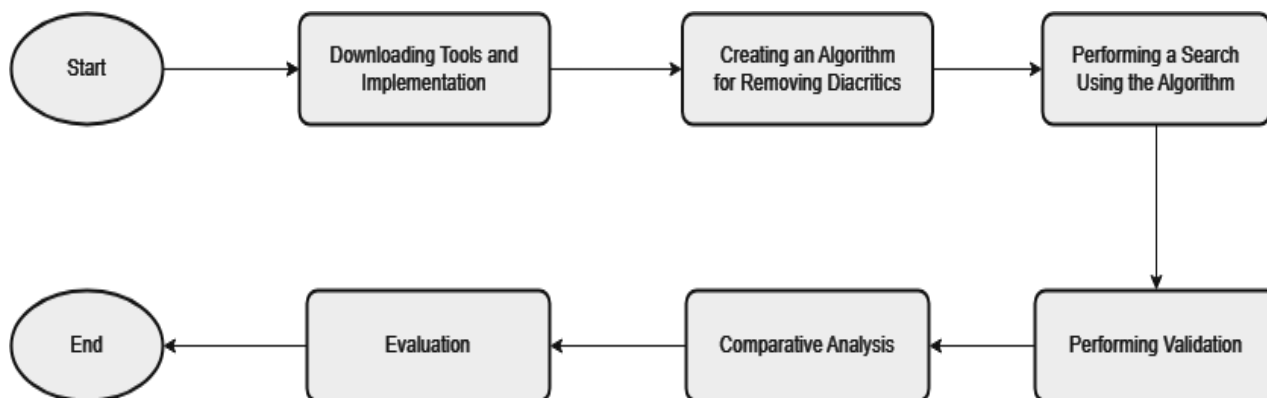 Start
Downloading Tools and
Implementation
Creating an Algorithm
for Removing Diacritics
Performing a Search
Using the Algorithm
Performing Validation
Comparative Analysis
Evaluation
End